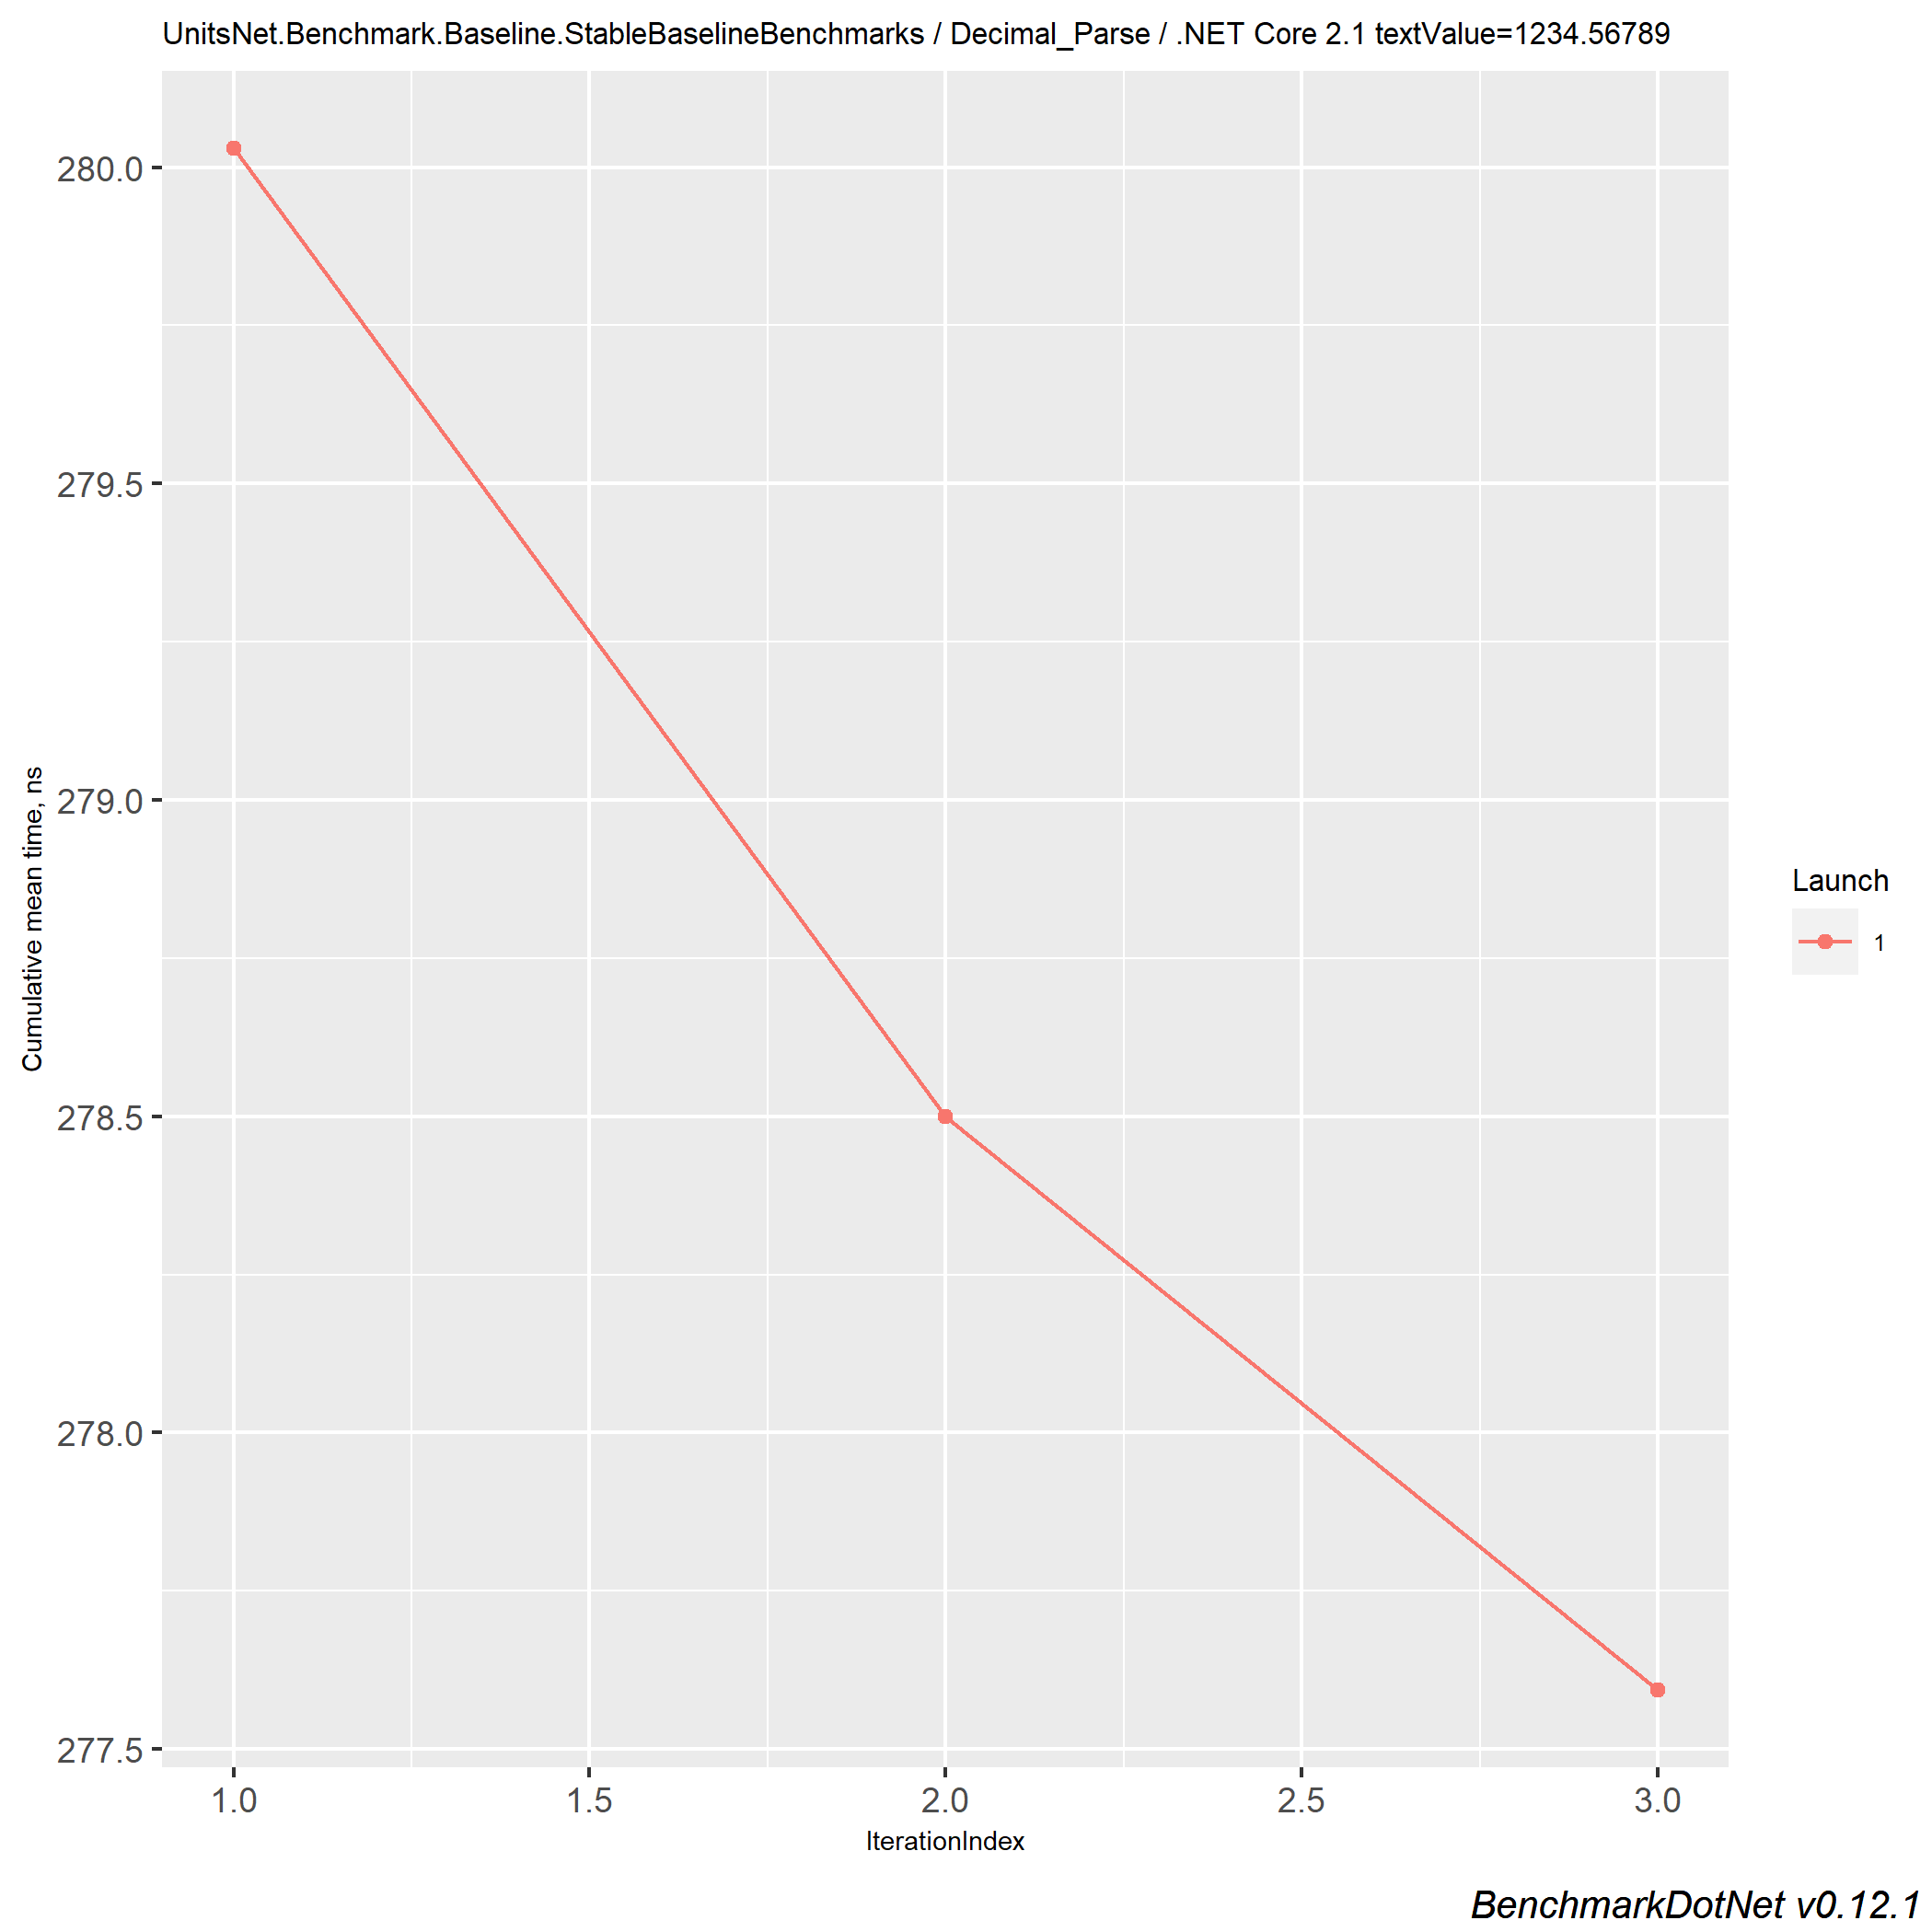 UnitsNet.Benchmark.Baseline.StableBaselineBenchmarks / Decimal_Parse / .NET Core 2.1 textValue=1234.56789
280.0
279.5
279.0
278.5
278.0
277.5
Cumulative mean time, ns
1.0 1.5 2.0 2.5 3.0
IterationIndex
Launch
1
BenchmarkDotNet v0.12.1